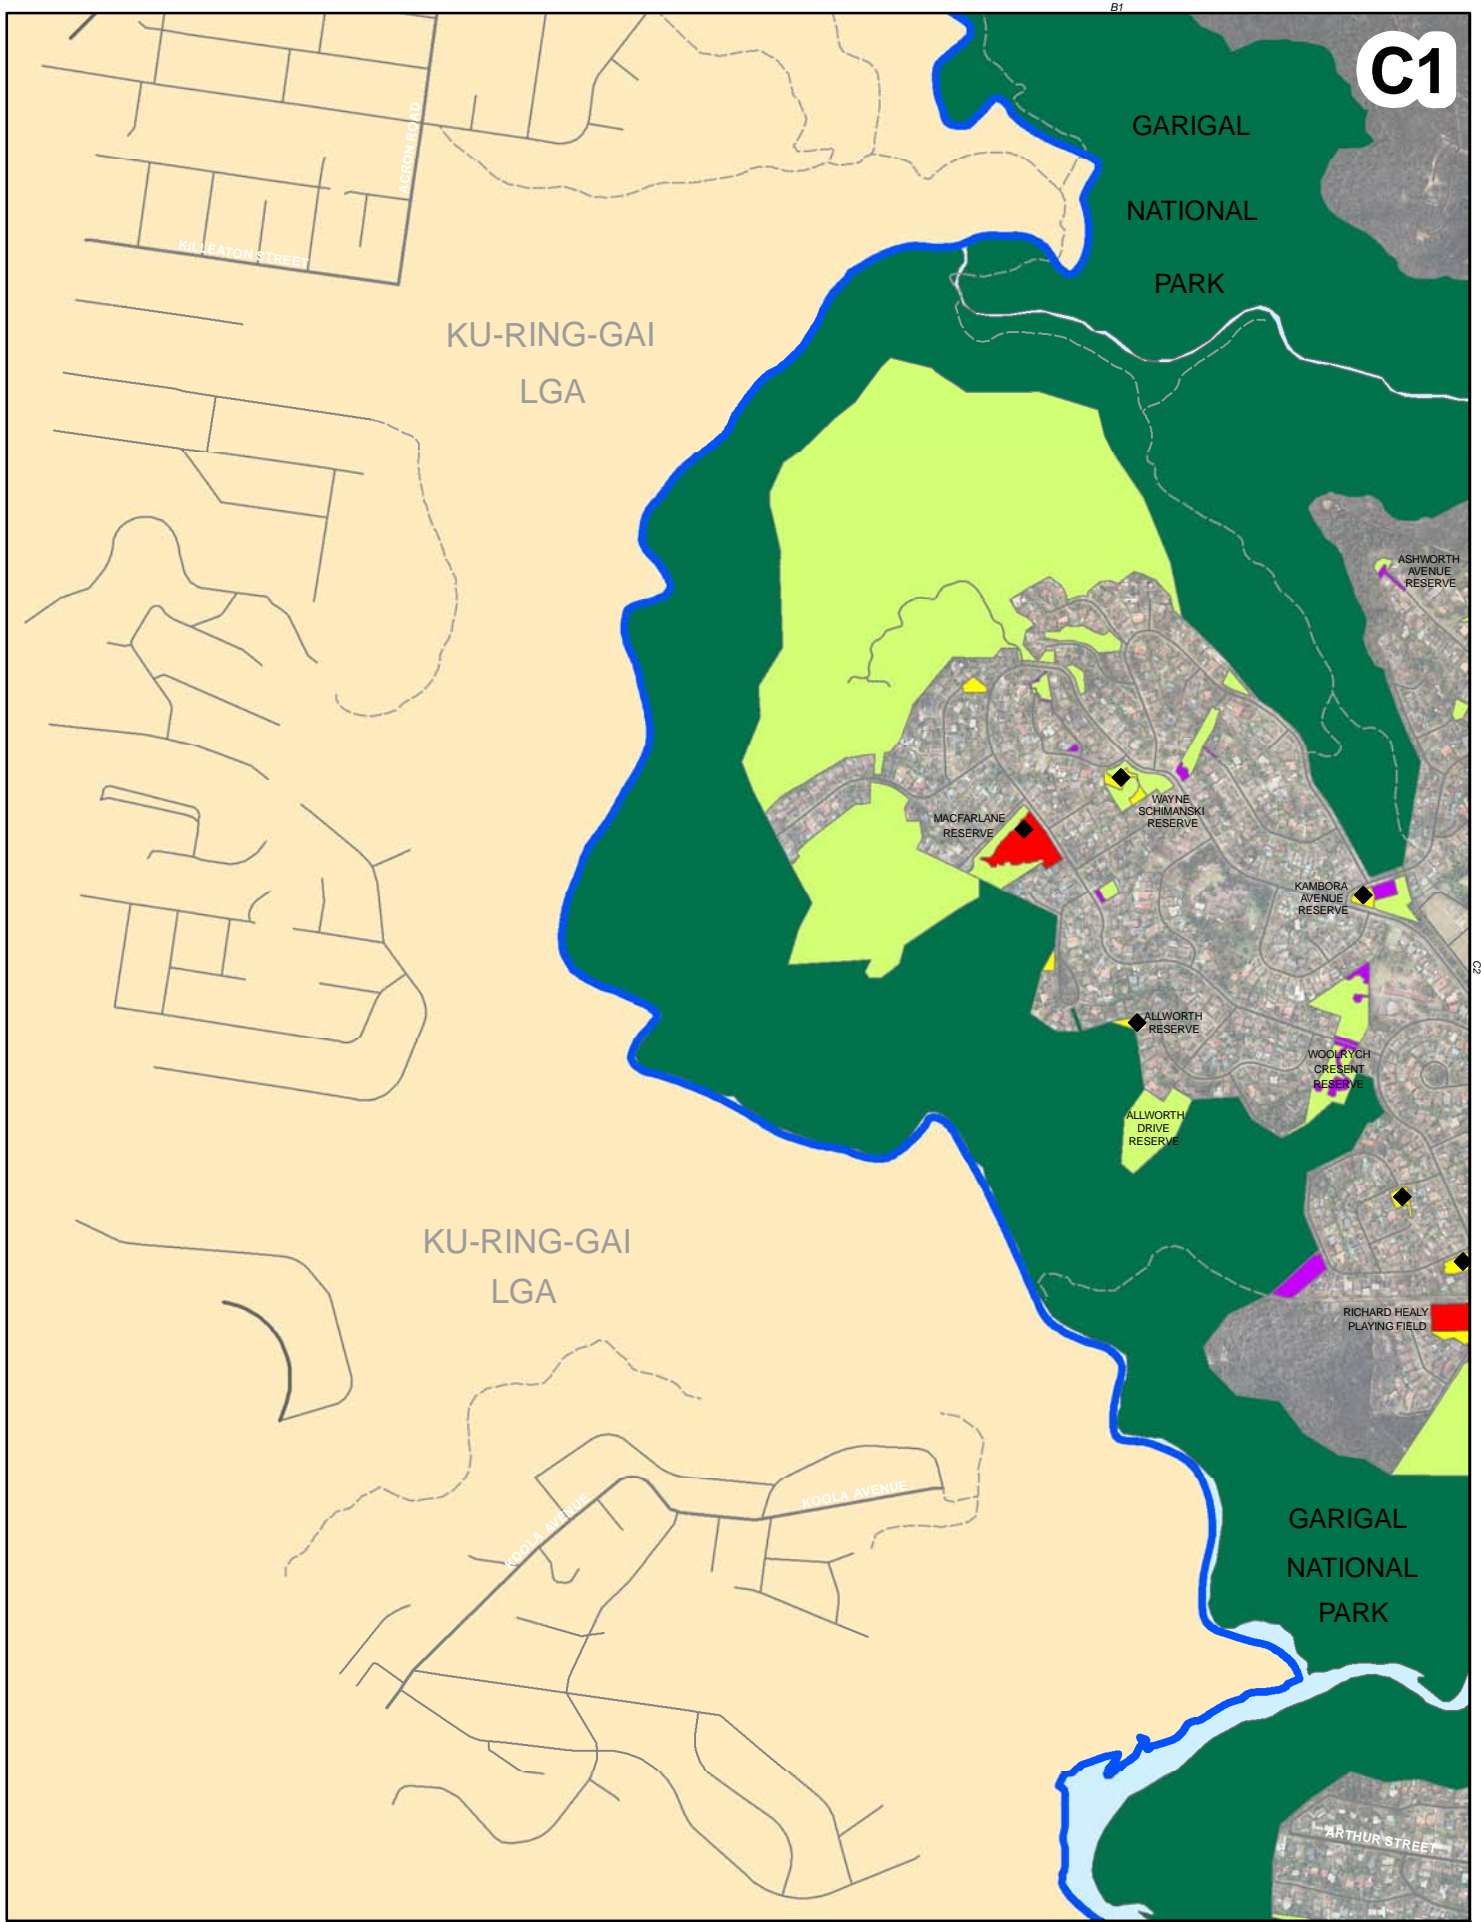 B1
C1
GARIGAL
NATIONAL
PARK
ACRON ROAD
KILLEATON STREET
KU-RING-GAI
LGA
ASHWORTH
AVENUE
RESERVE
WAYNE
SCHIMANSKI
RESERVE
MACFARLANE
RESERVE
KAMBORA
AVENUE
RESERVE
C2
ALLWORTH
RESERVE
WOOLRYCH
CRESENT
RESERVE
ALLWORTH
DRIVE
RESERVE
KU-RING-GAI
LGA
RICHARD HEALY
PLAYING FIELD
KOOLA AVENUE
KOOLA AVENUE
GARIGAL
NATIONAL
PARK
ARTHUR STREET